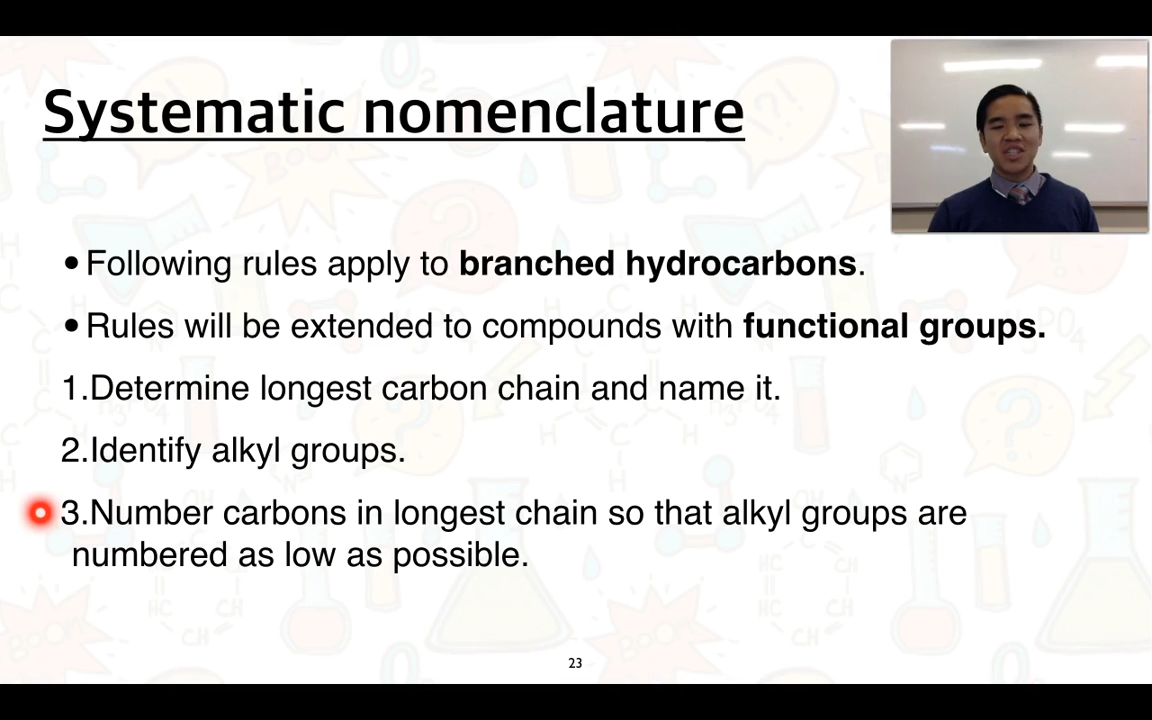 Systematic nomenclature
• Following rules apply to branched hydrocarbons.
• Rules will be extended to compounds with functional groups.
1.Determine longest carbon chain and name it.
2.Identify alkyl groups.
3.Number carbons in longest chain so that alkyl groups are
numbered as low as possible.
23